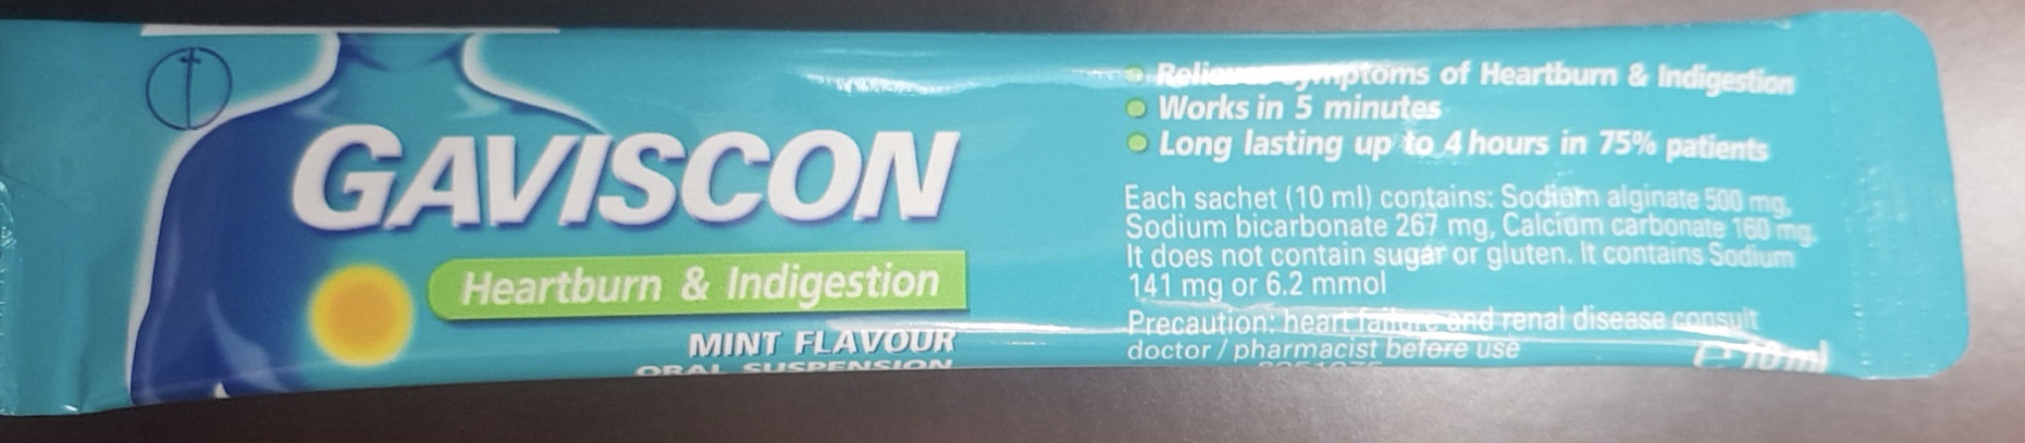 GAVISCON
Heartburn & Indigestion
MINT FLAVOUR
ORAL SUSPENSION
Relieves symptoms of Heartburn & Indigestion
Works in 5 minutes
Long lasting up to 4 hours in 75% patients
Each sachet (10 ml) contains: Sodium alginate 500 mg,
Sodium bicarbonate 267 mg, Calcium carbonate 160 mg.
It does not contain sugar or gluten. It contains Sodium
141 mg or 6.2 mmol
Precaution: heart failure and renal disease consult
doctor / pharmacist before use
e 10 ml